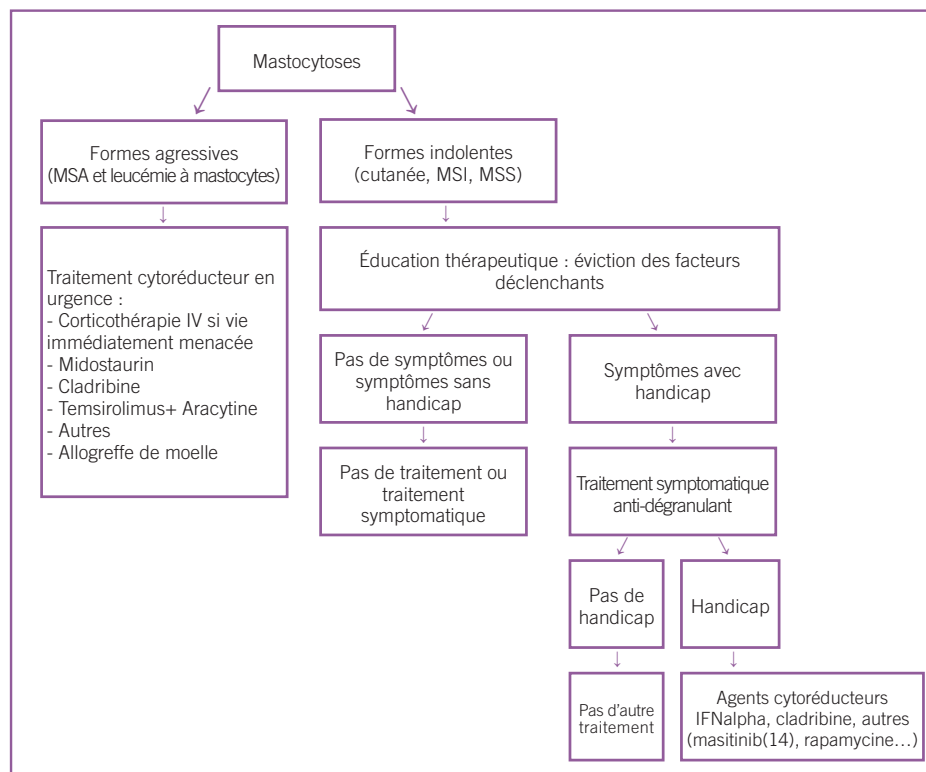 Mastocytoses
Formes agressives
(MSA et leucémie à mastocytes)
Formes indolentes
(cutanée, MSI, MSS)
Traitement cytoréducteur en
urgence :
- Corticothérapie IV si vie
immédiatement menacée
- Midostaurin
- Cladribine
- Temsirolimus+ Aracytine
- Autres
- Allogreffe de moelle
Éducation thérapeutique : éviction des facteurs
déclenchants
Pas de symptômes ou
symptômes sans
handicap
Symptômes avec
handicap
Pas de traitement ou
traitement
symptomatique
Traitement symptomatique
anti-dégranulant
Pas de
handicap
Handicap
Pas d'autre
traitement
Agents cytoréducteurs
IFNalpha, cladribine, autres
(masitinib(14), rapamycine…)